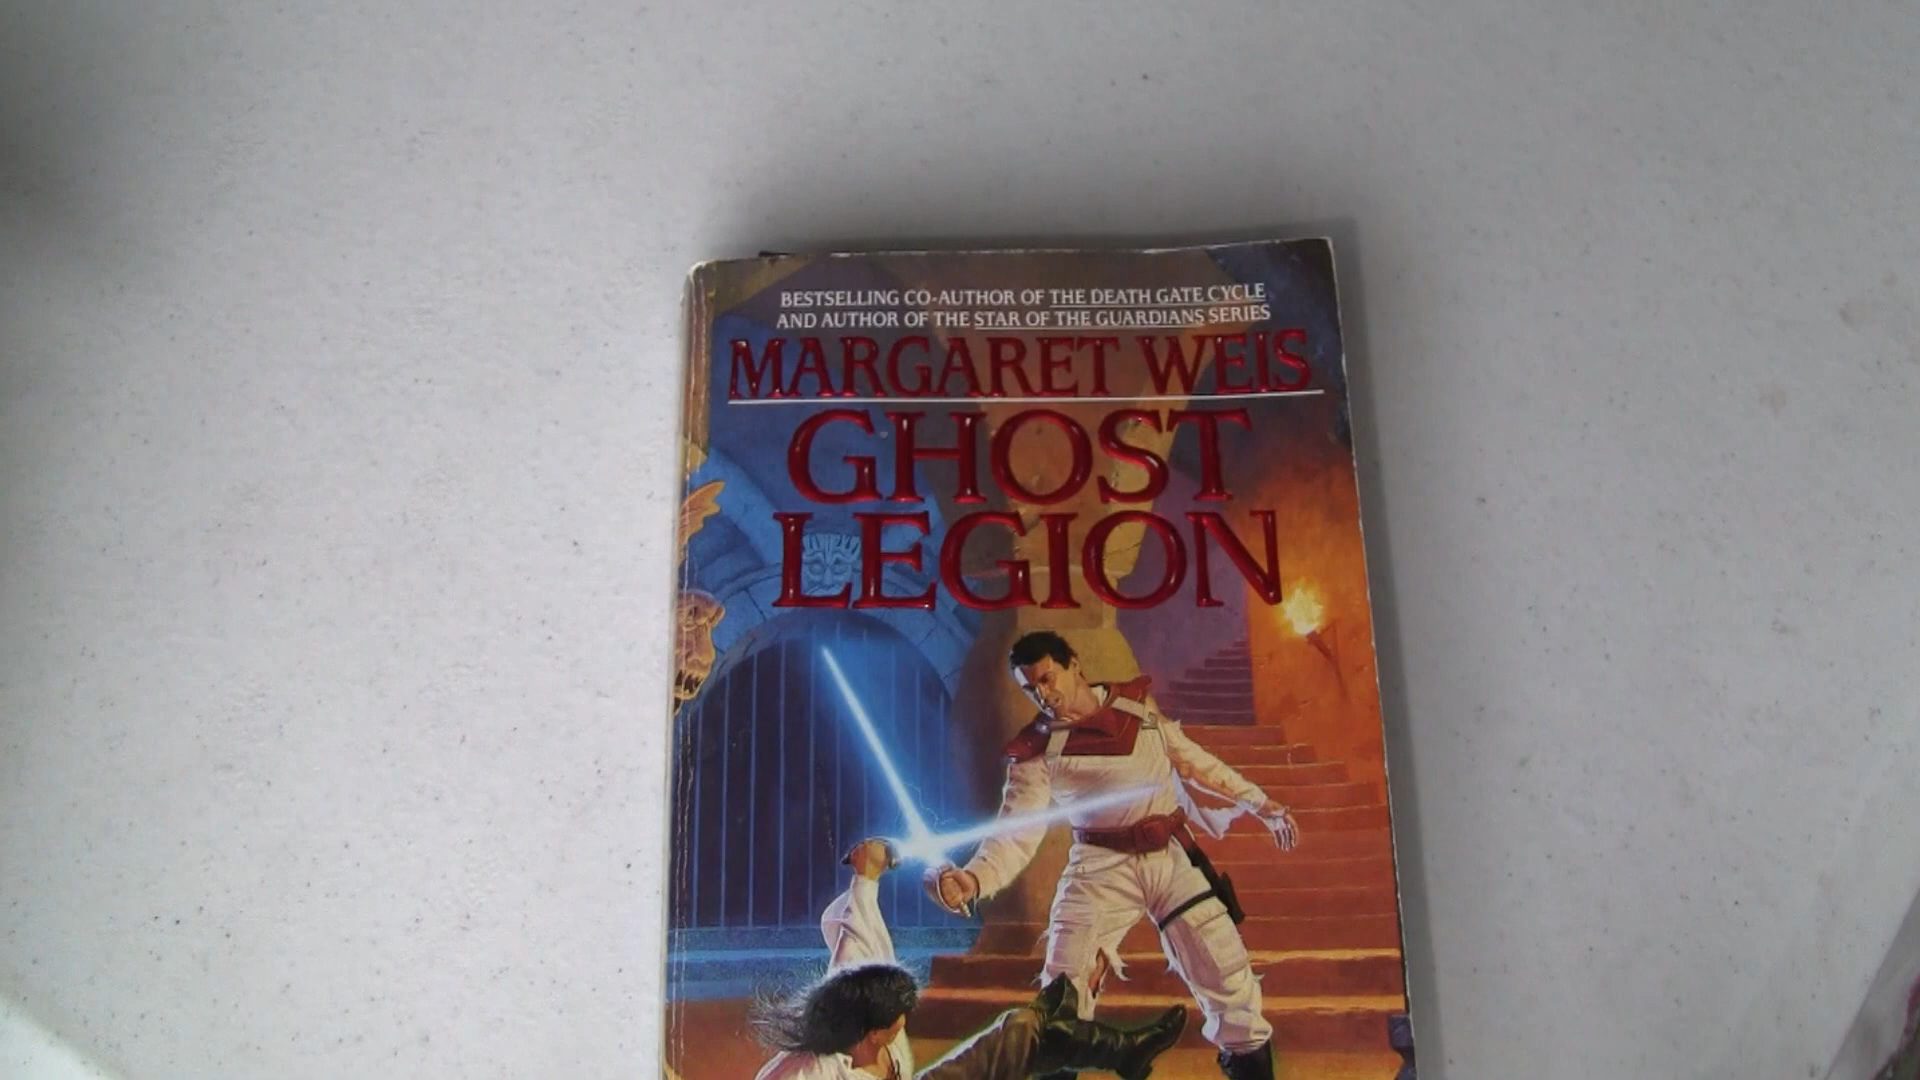 BESTSELLING CO-AUTHOR OF THE DEATH GATE CYCLE
AND AUTHOR OF THE STAR OF THE GUARDIANS SERIES
MARGARET WEIS
GHOST
LEGION